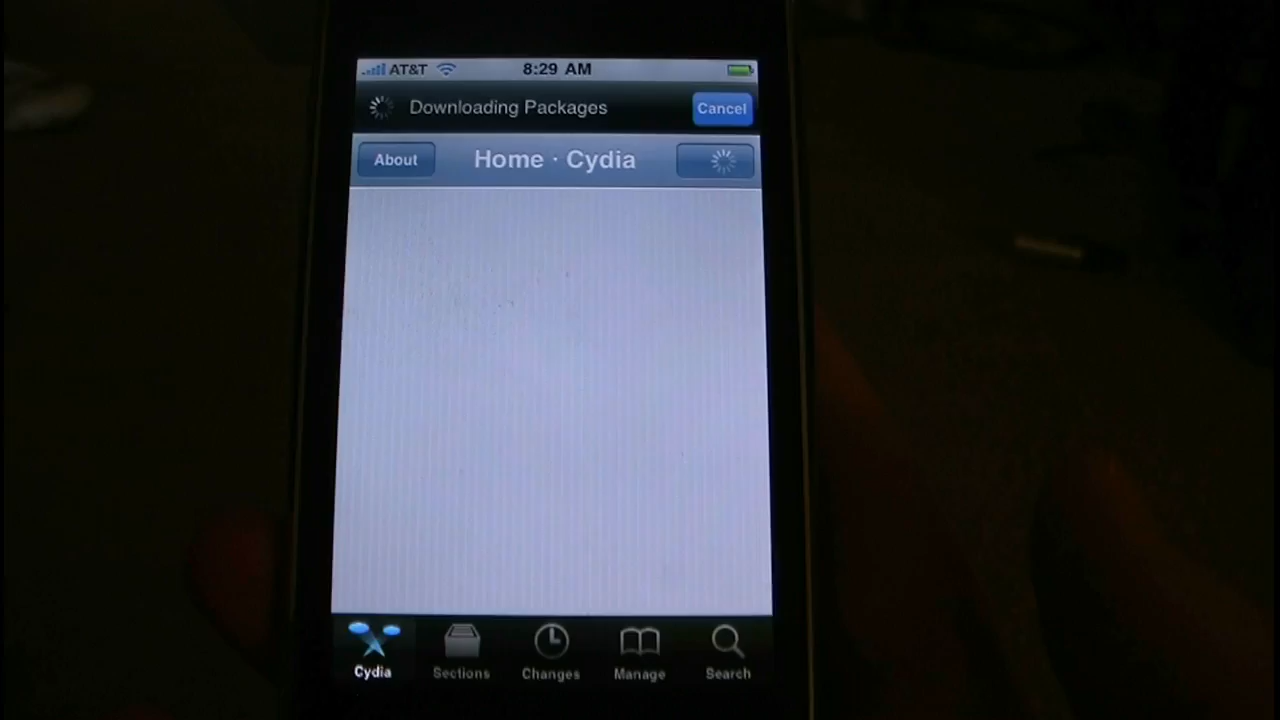 AT&T 8:29 AM
Downloading Packages Cancel
About Home · Cydia
Cydia Sections Changes Manage Search